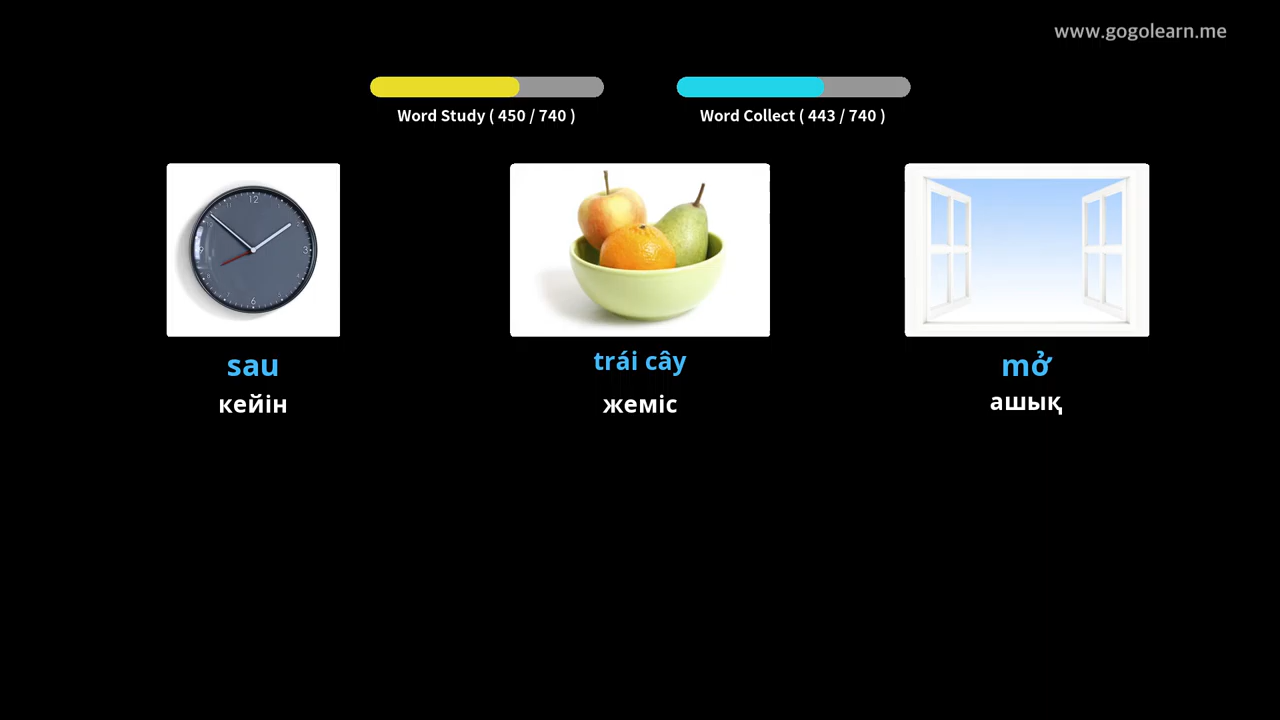 www.gogolearn.me
Word Study ( 450 / 740 )
Word Collect ( 443 / 740 )
sau
кейін
trái cây
жеміс
mở
ашық